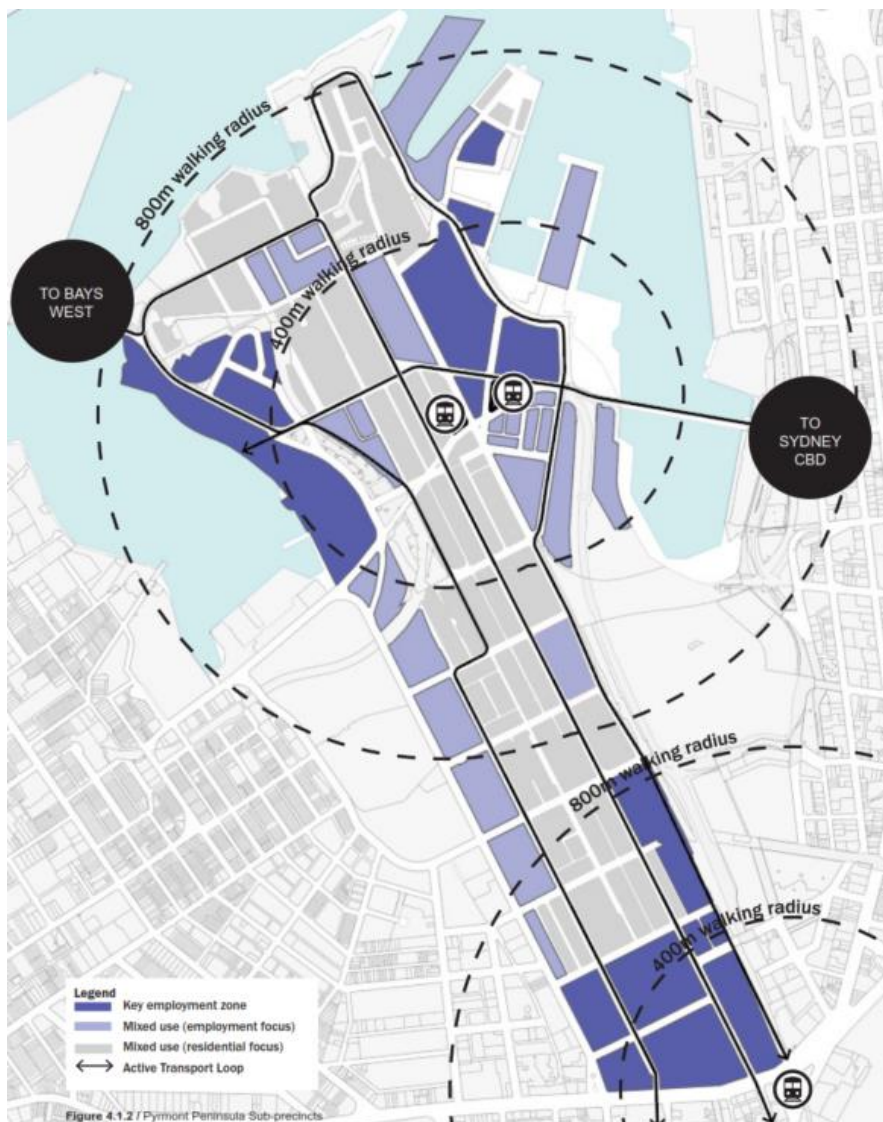 800m walking radius
400m walking radius
TO BAYS
WEST
TO
SYDNEY
CBD
800m walking radius
400m walking radius
Legend
Key employment zone
Mixed use (employment focus)
Mixed use (residential focus)
Active Transport Loop
Figure 4.1.2 / Pyrmont Peninsula Sub-precincts